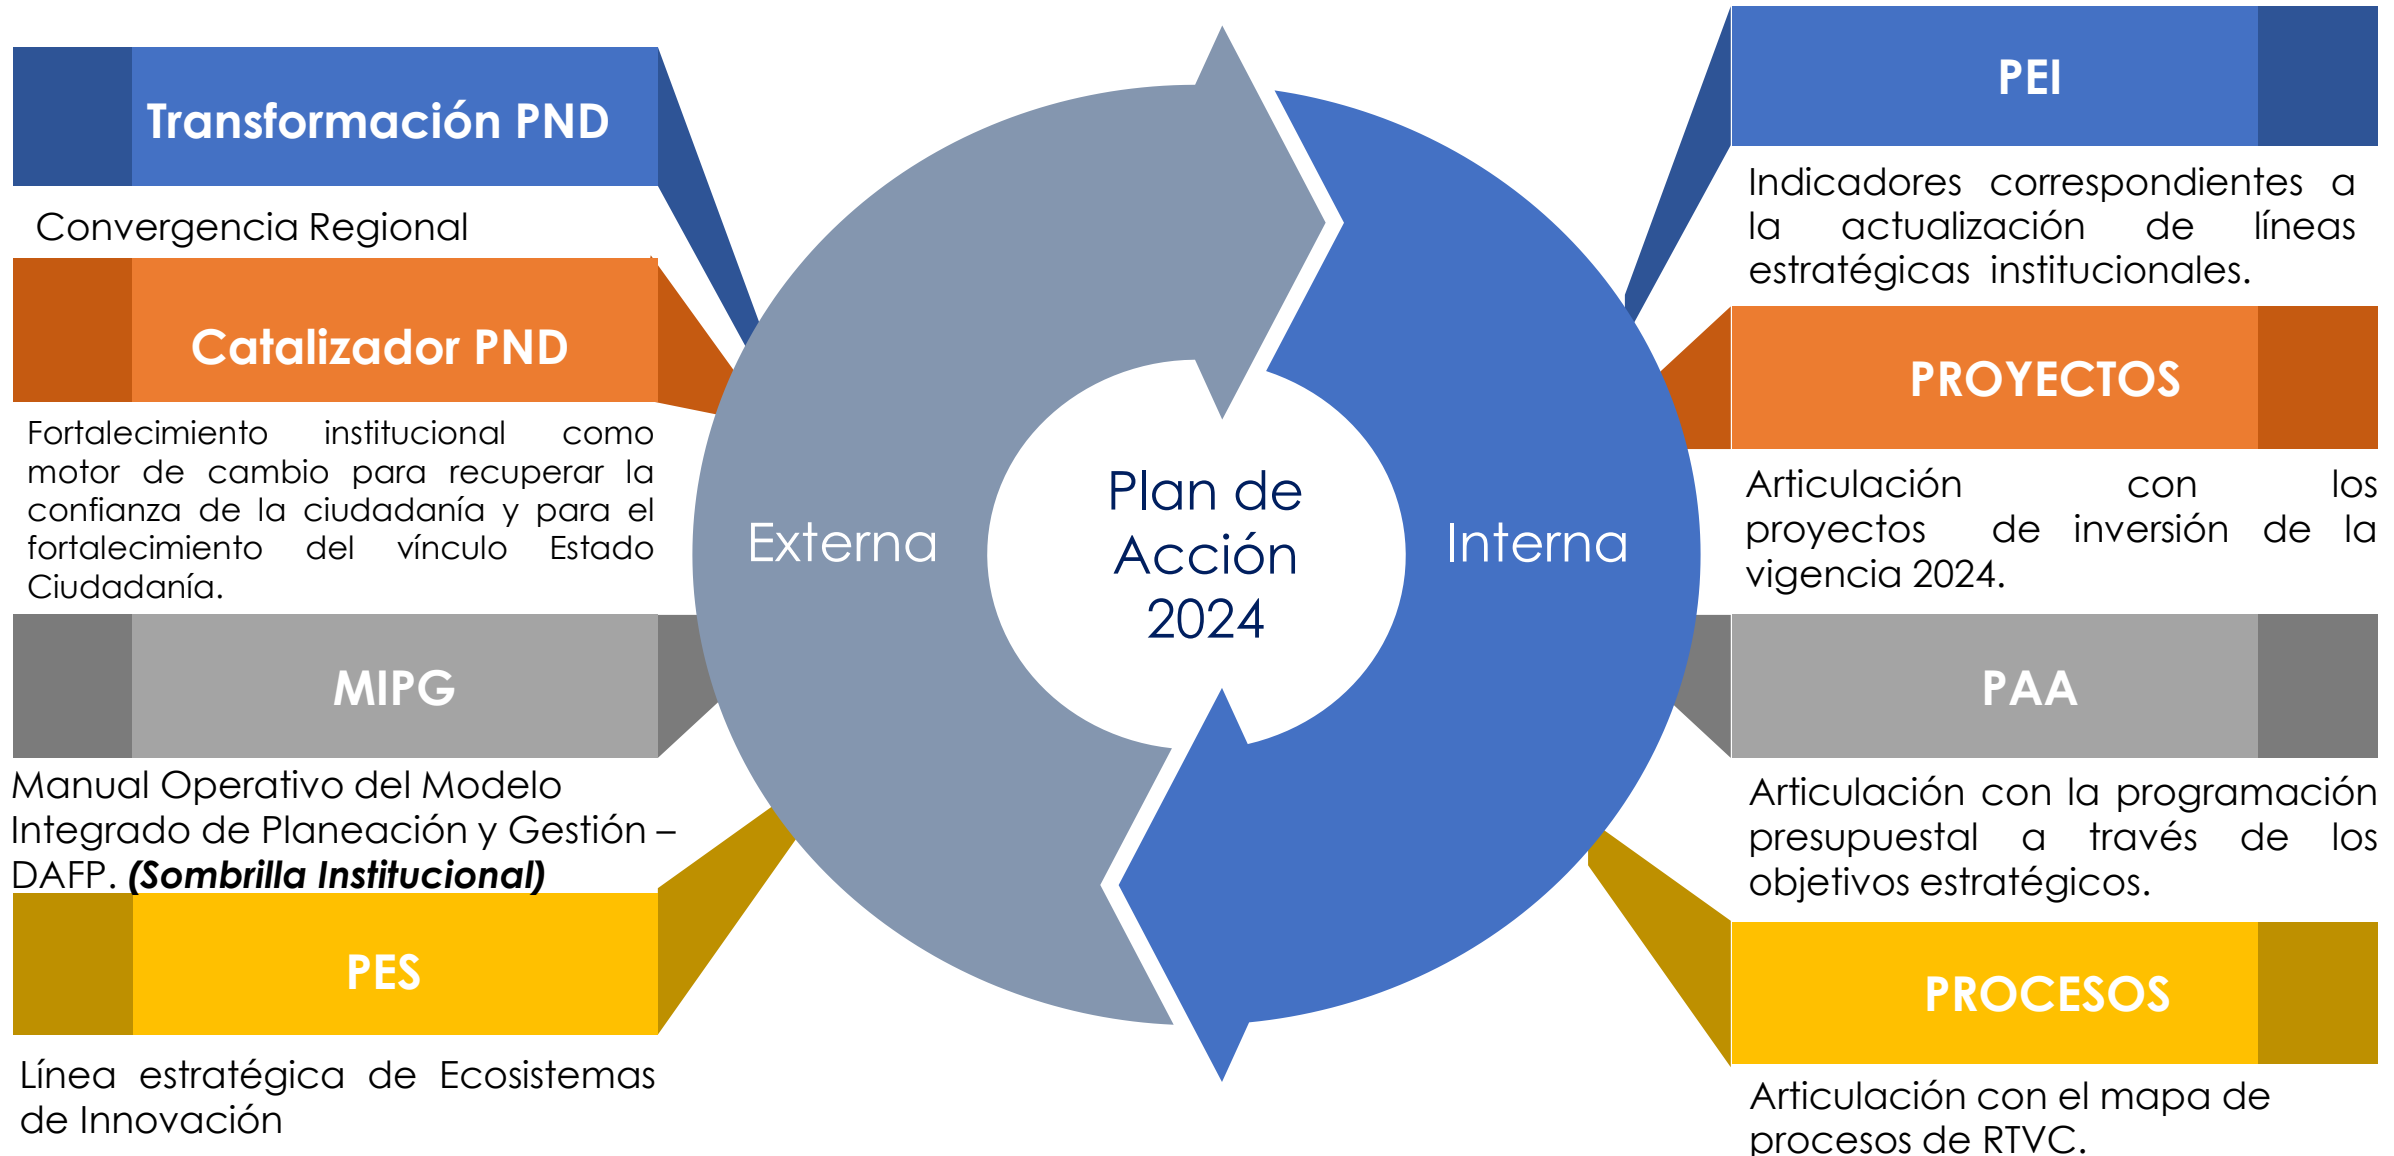 Transformación PND
Convergencia Regional
Catalizador PND
Fortalecimiento institucional como
motor de cambio para recuperar la
confianza de la ciudadanía y para el
fortalecimiento del vínculo Estado
Ciudadanía.
MIPG
Manual Operativo del Modelo
Integrado de Planeación y Gestión –
DAFP. (Sombrilla Institucional)
PES
Línea estratégica de Ecosistemas
de Innovación
Externa
Plan de
Acción
2024
Interna
PEI
Indicadores correspondientes a
la actualización de líneas
estratégicas institucionales.
PROYECTOS
Articulación con los
proyectos de inversión de la
vigencia 2024.
PAA
Articulación con la programación
presupuestal a través de los
objetivos estratégicos.
PROCESOS
Articulación con el mapa de
procesos de RTVC.